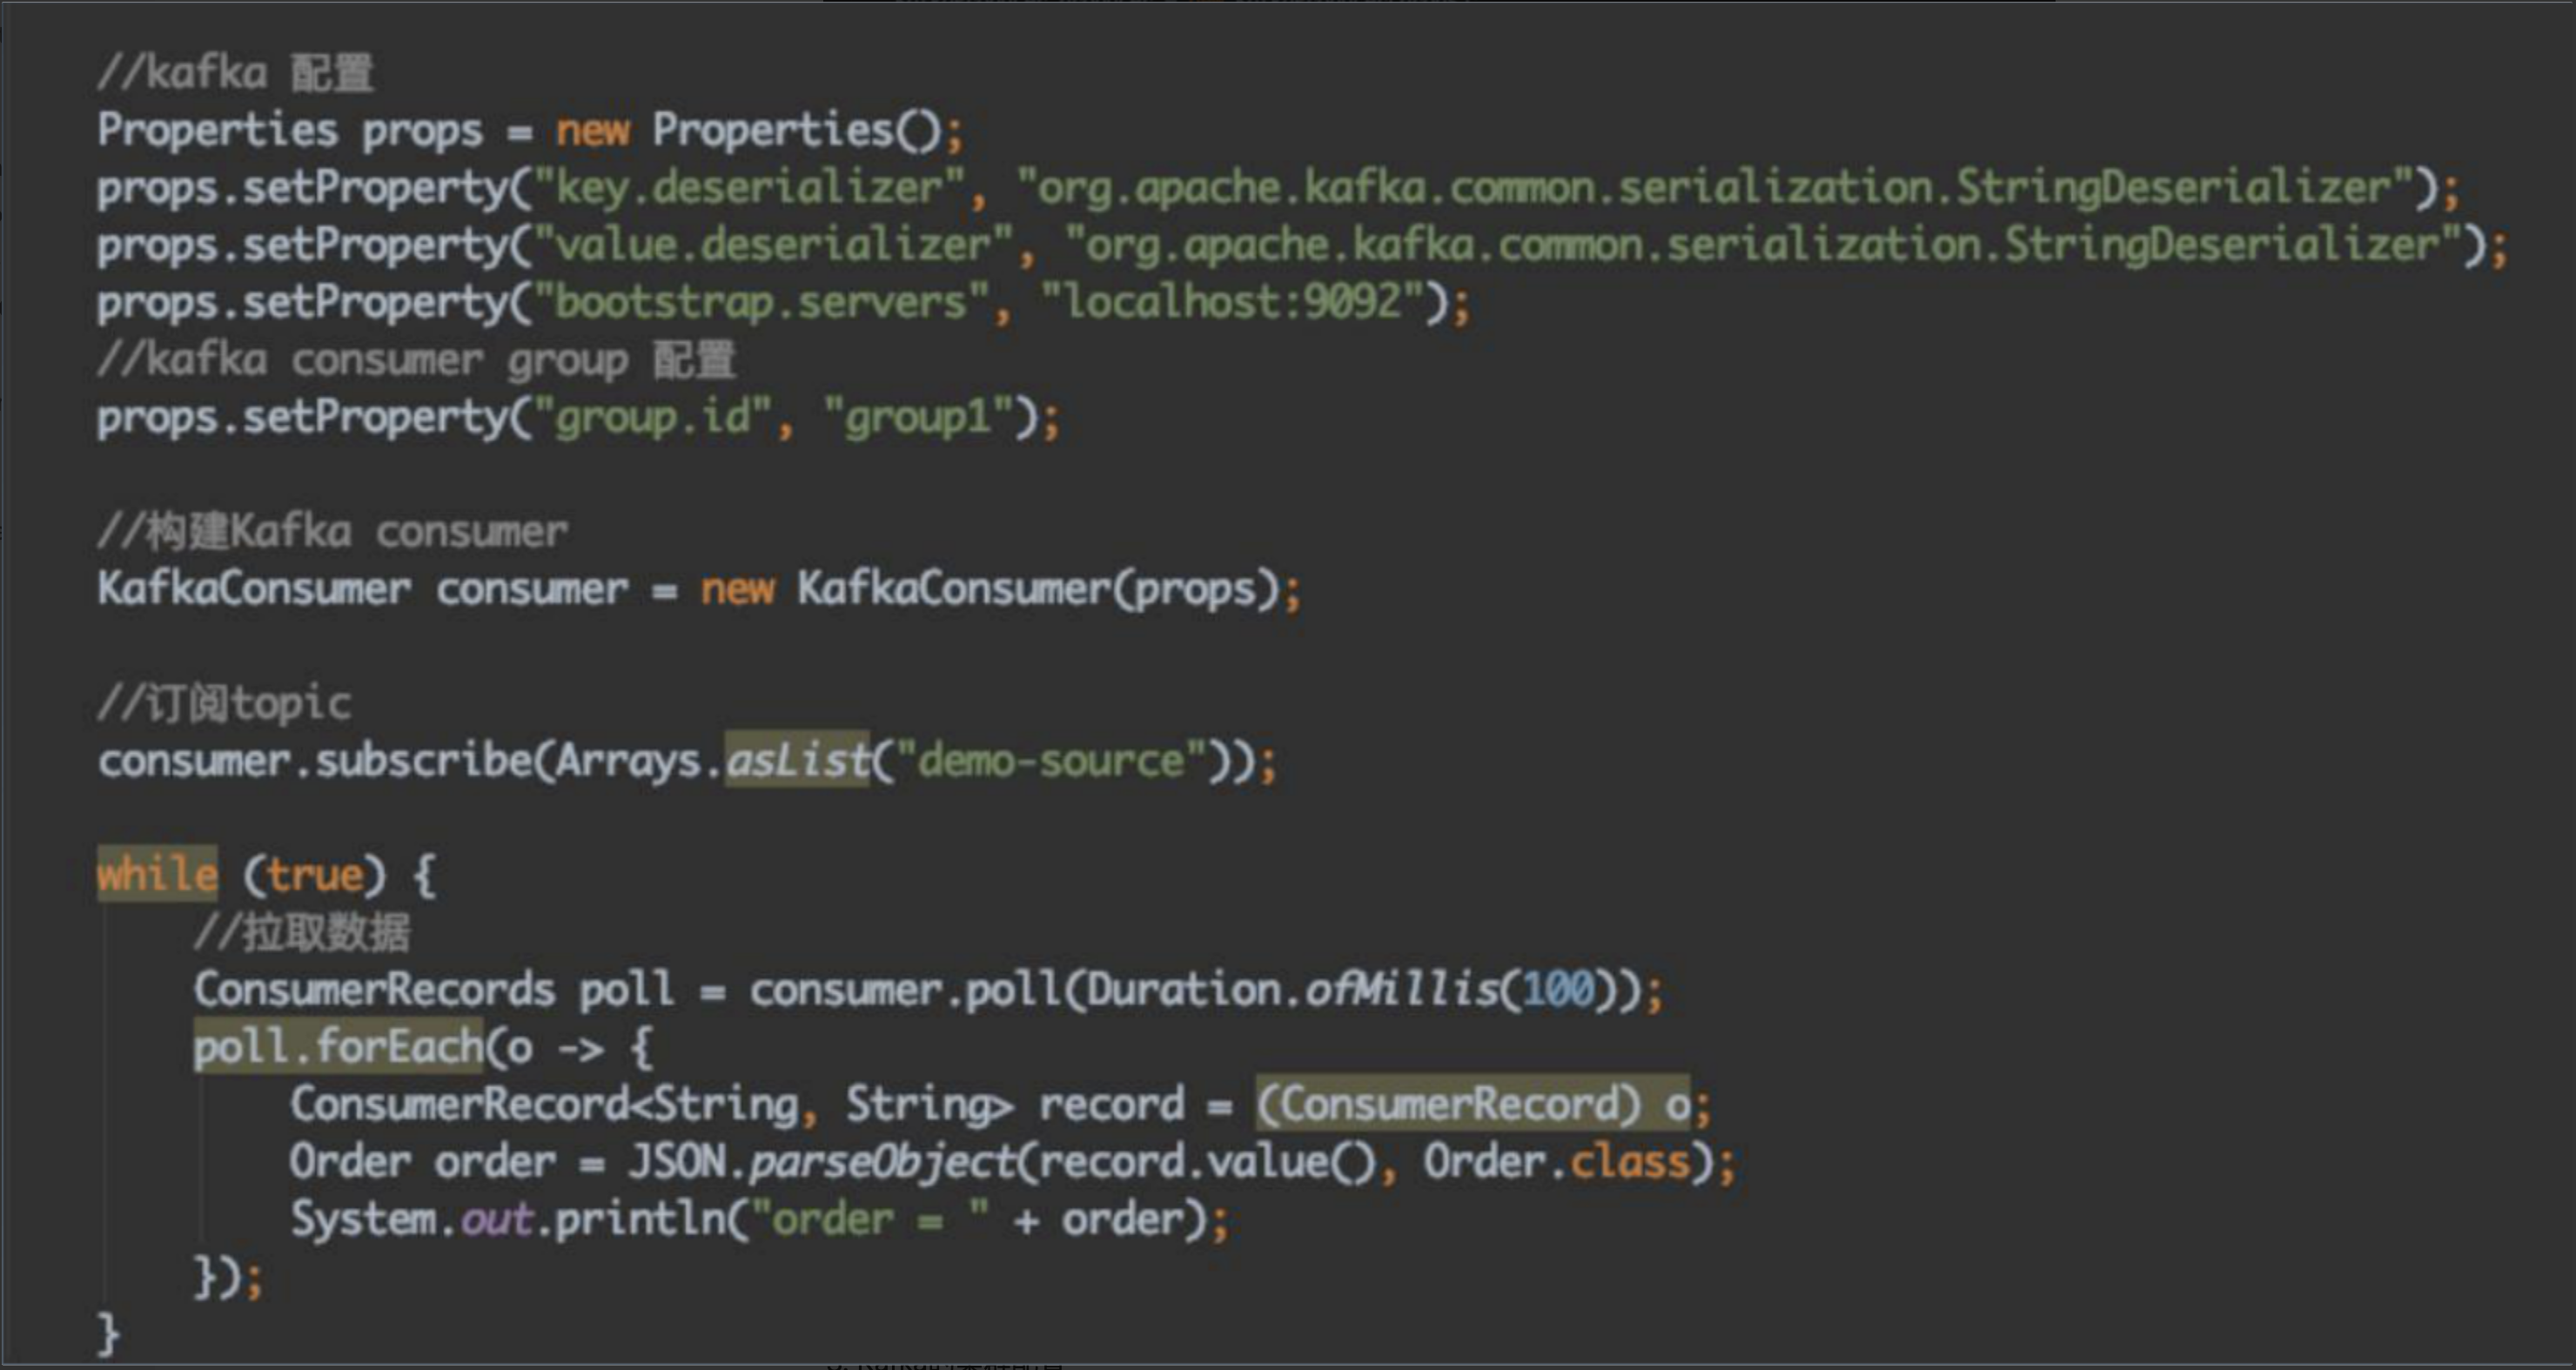 //kafka 配置
Properties props = new Properties();
props.setProperty("key.deserializer", "org.apache.kafka.common.serialization.StringDeserializer");
props.setProperty("value.deserializer", "org.apache.kafka.common.serialization.StringDeserializer");
props.setProperty("bootstrap.servers", "localhost:9092");
//kafka consumer group 配置
props.setProperty("group.id", "group1");
//构建Kafka consumer
KafkaConsumer consumer = new KafkaConsumer(props);
//订阅topic
consumer.subscribe(Arrays.asList("demo-source"));
while (true) {
//拉取数据
ConsumerRecords poll = consumer.poll(Duration.ofMillis(100));
poll.forEach(o -> {
ConsumerRecord<String, String> record = (ConsumerRecord) o;
Order order = JSON.parseObject(record.value(), Order.class);
System.out.println("order = " + order);
});
}